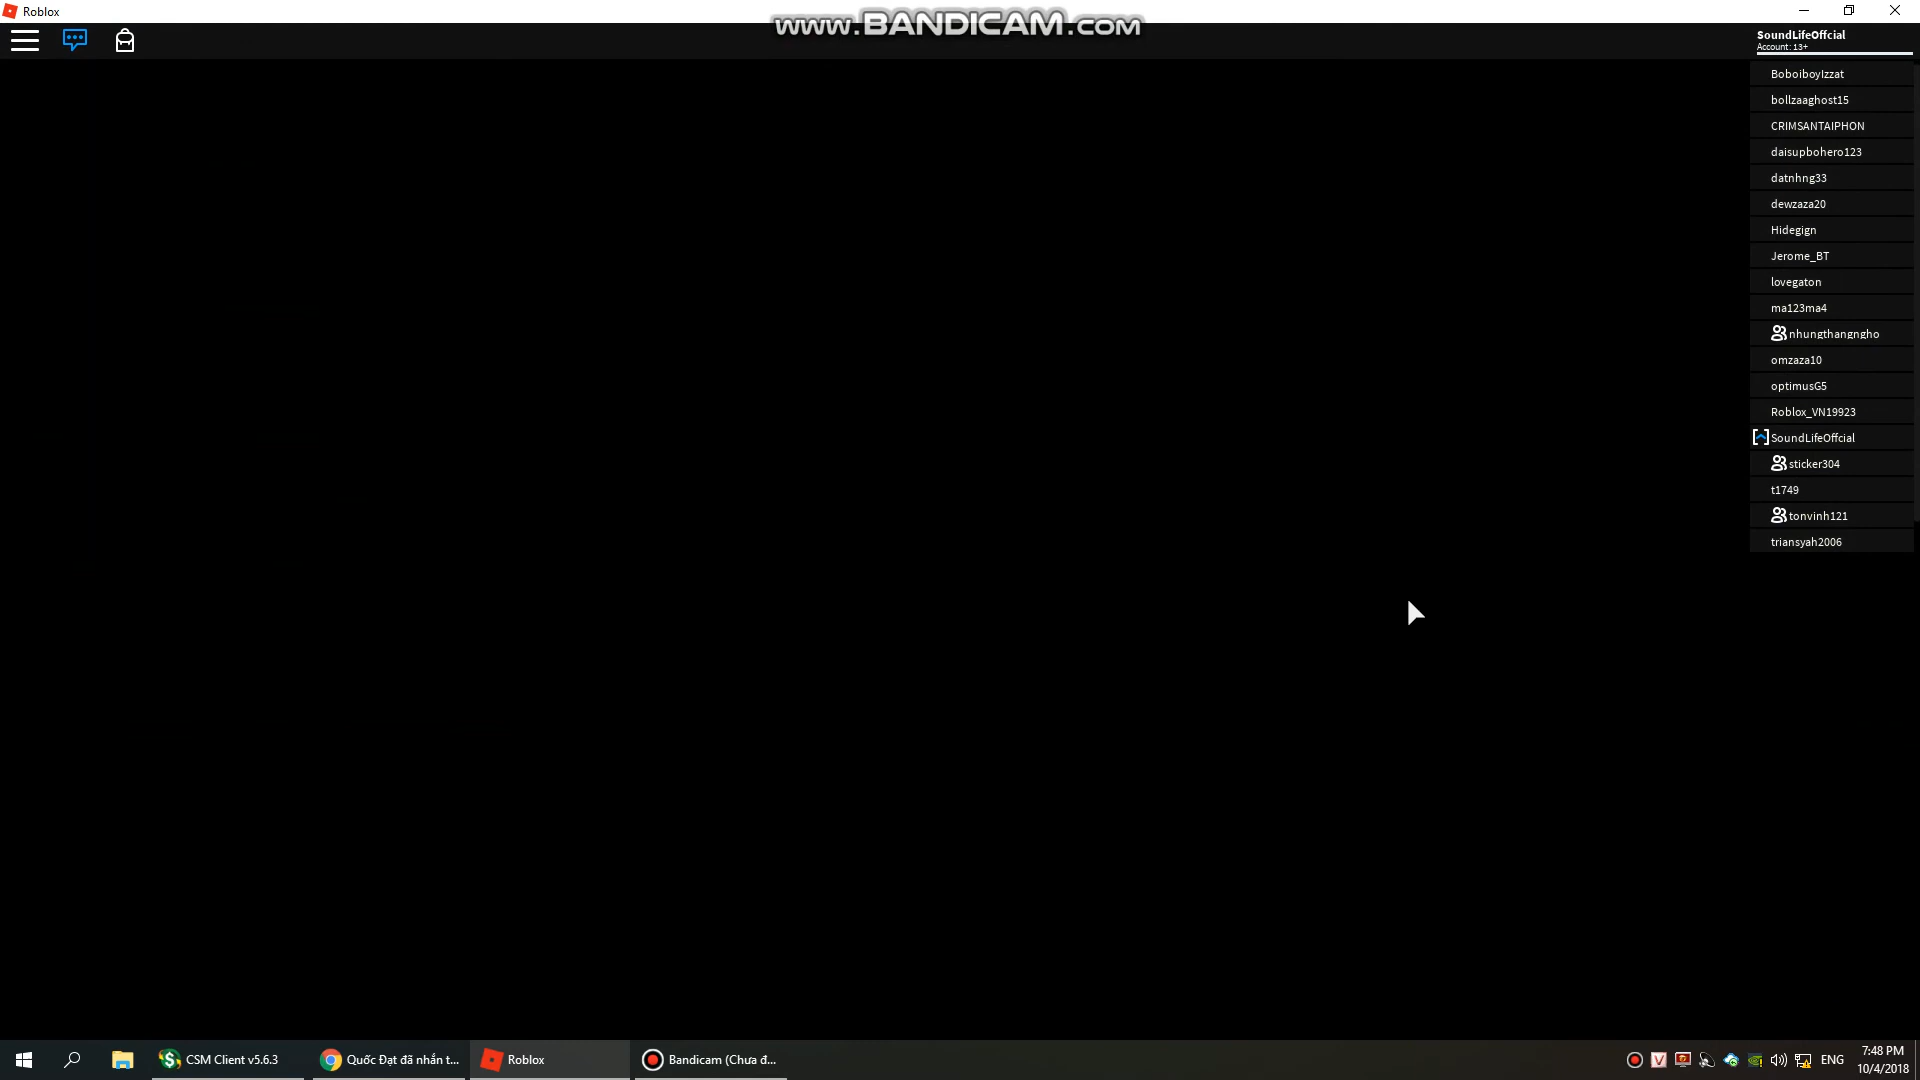 Roblox
www.BANDICAM.com
SoundLifeOffcial
Account: 13+
BoboiboyIzzat
bollzaaghost15
CRIMSANTAIPHON
daisupbohero123
datnhng33
dewzaza20
Hidegign
Jerome_BT
lovegaton
ma123ma4
nhungthangngho
omzaza10
optimusG5
Roblox_VN19923
SoundLifeOffcial
sticker304
t1749
tonvinh121
triansyah2006
CSM Client v5.6.3
Quốc Đạt đã nhắn t...
Roblox
Bandicam (Chưa đ...
ENG
7:48 PM
10/4/2018